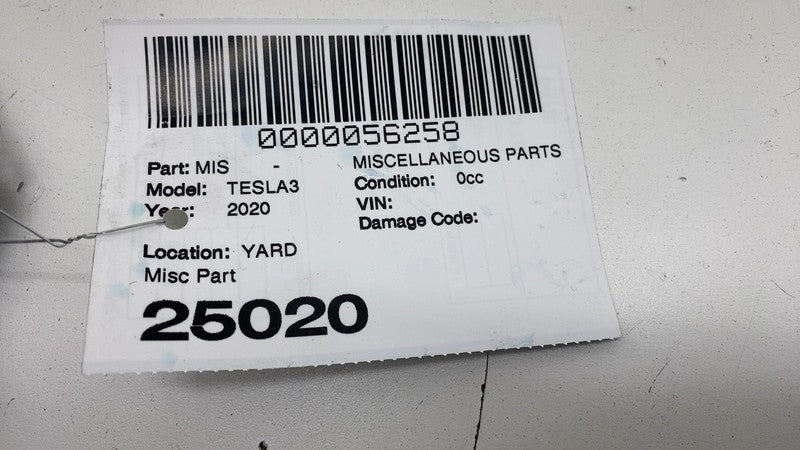 0000056258
Part: MIS - MISCELLANEOUS PARTS
Model: TESLA3 Condition: 0cc
Year: 2020 VIN:
Damage Code:
Location: YARD
Misc Part
25020